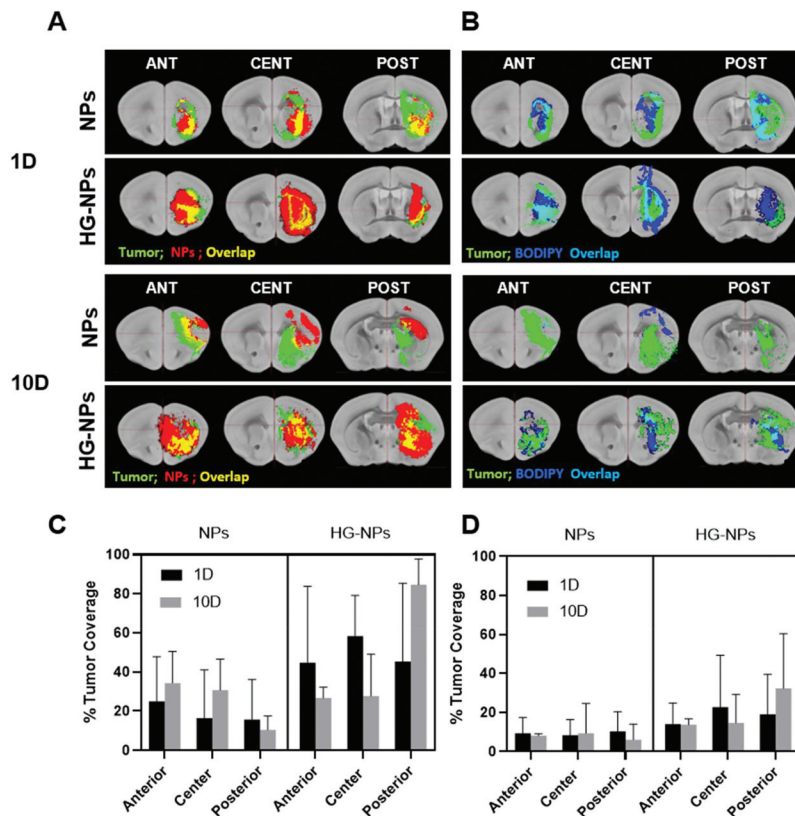 A
ANT
CENT
POST
1D
NPs
HG-NPs
Tumor; NPs ; Overlap
ANT
CENT
POST
10D
NPs
HG-NPs
Tumor; NPs ; Overlap
B
ANT
CENT
POST
Tumor; BODIPY Overlap
ANT
CENT
POST
Tumor; BODIPY Overlap
C
NPs
HG-NPs
% Tumor Coverage
100
80
60
40
20
0
1D
10D
Anterior
Center
Posterior
Anterior
Center
Posterior
D
NPs
HG-NPs
% Tumor Coverage
100
80
60
40
20
0
1D
10D
Anterior
Center
Posterior
Anterior
Center
Posterior